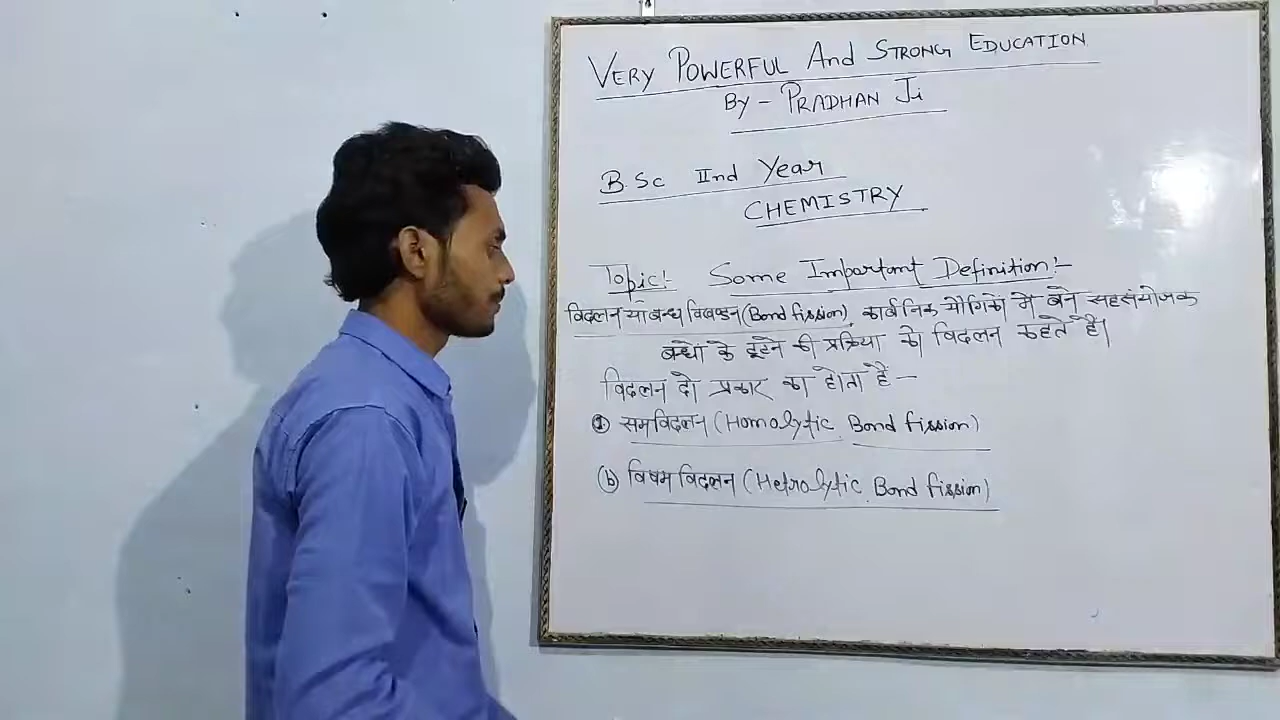 VERY POWERFUL And STRONG EDUCATION
By - PRADHAN Ji
B.Sc IInd Year
CHEMISTRY
Topic:- Some Important Definition:-
विदलन या बन्ध विखण्डन (Bond fission), कार्बनिक यौगिको मे बने सहसंयोजक
बन्धो के टूटने की प्रक्रिया को विदलन कहते है।
विदलन दो प्रकार का होता है -
ⓐ समविदलन (Homolytic Bond fission)
ⓑ विषम विदलन (Hetrolytic Bond fission)